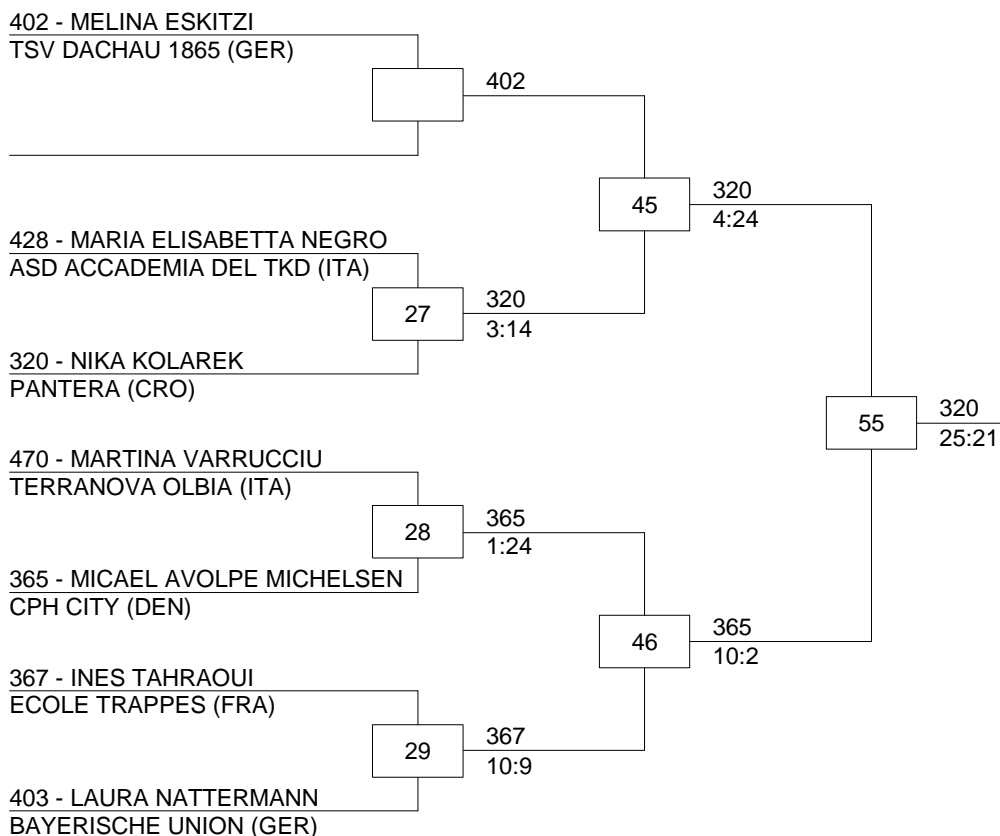 402 - MELINA ESKITZI
TSV DACHAU 1865 (GER)
402
45
320
4:24
428 - MARIA ELISABETTA NEGRO
ASD ACCADEMIA DEL TKD (ITA)
27
320
3:14
320 - NIKA KOLAREK
PANTERA (CRO)
55
320
25:21
470 - MARTINA VARRUCCIU
TERRANOVA OLBIA (ITA)
28
365
1:24
365 - MICAEL AVOLPE MICHELSEN
CPH CITY (DEN)
46
365
10:2
367 - INES TAHRAOUI
ECOLE TRAPPES (FRA)
29
367
10:9
403 - LAURA NATTERMANN
BAYERISCHE UNION (GER)